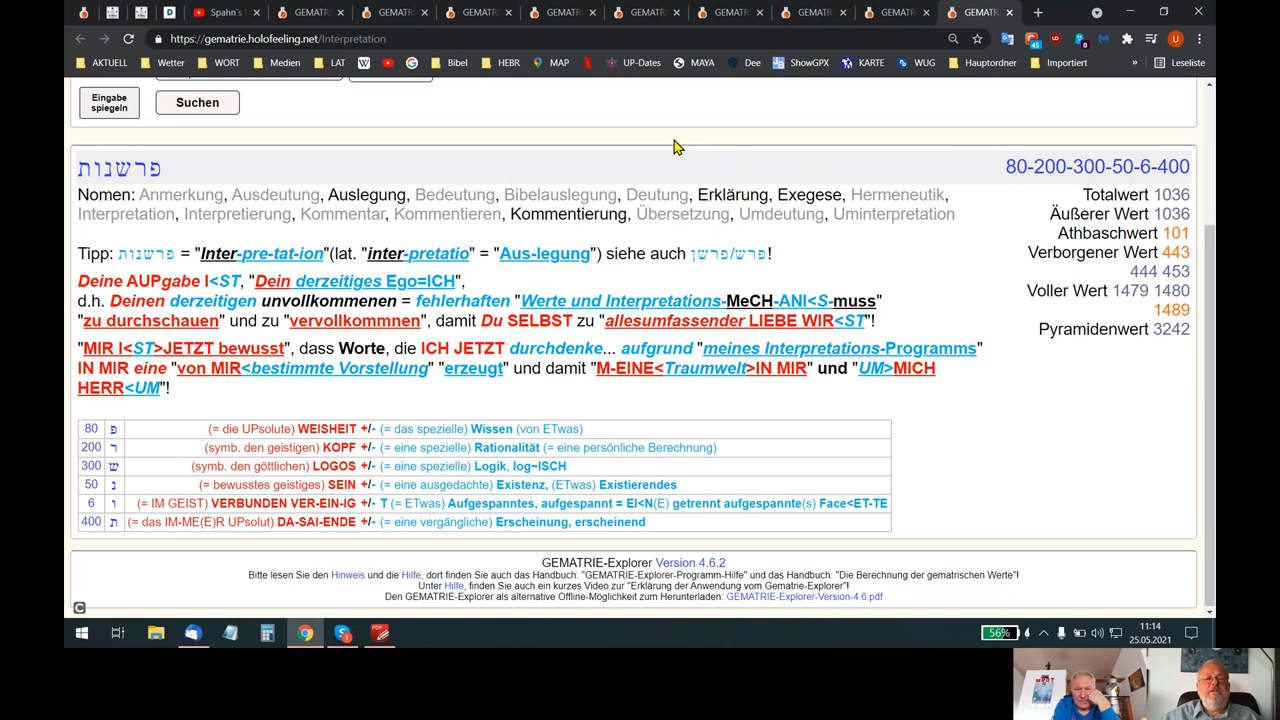 Spahn's
GEMATR
GEMATRI
GEMATRI
GEMATRI
GEMATRI
GEMATRI
GEMATRI
GEMATRI
GEMATR
https://gematrie.holofeeling.net/Interpretation
AKTUELL Wetter WORT Medien LAT Bibel HEBR MAP UP-Dates MAYA Dee ShowGPX KARTE WUG Hauptordner Importiert » Leseliste
Eingabe
spiegeln
Suchen
פרשנות 80-200-300-50-6-400
Nomen: Anmerkung, Ausdeutung, Auslegung, Bedeutung, Bibelauslegung, Deutung, Erklärung, Exegese, Hermeneutik,
Interpretation, Interpretierung, Kommentar, Kommentieren, Kommentierung, Übersetzung, Umdeutung, Uminterpretation
Totalwert 1036
Äußerer Wert 1036
Athbaschwert 101
Verborgener Wert 443
444 453
Voller Wert 1479 1480
1489
Pyramidenwert 3242
Tipp: פרשנות = "Inter-pre-tat-ion"(lat. "inter-pretatio" = "Aus-legung") siehe auch פרש/פרשן!
Deine AUPgabe I<ST, "Dein derzeitiges Ego=ICH",
d.h. Deinen derzeitigen unvollkommenen = fehlerhaften "Werte und Interpretations-MeCH-ANI<S-muss"
"zu durchschauen" und zu "vervollkommnen", damit Du SELBST zu "allesumfassender LIEBE WIR<ST"!
"MIR I<ST>JETZT bewusst", dass Worte, die ICH JETZT durchdenke... aufgrund "meines Interpretations-Programms"
IN MIR eine "von MIR<bestimmte Vorstellung" "erzeugt" und damit "M-EINE<Traumwelt>IN MIR" und "UM>MICH
HERR<UM"!
80 פ (= die UPsolute) WEISHEIT +/- (= das spezielle) Wissen (von ETwas)
200 ר (symb. den geistigen) KOPF +/- (= eine spezielle) Rationalität (= eine persönliche Berechnung)
300 ש (symb. den göttlichen) LOGOS +/- (= eine spezielle) Logik, log~ISCH
50 נ (= bewusstes geistiges) SEIN +/- (= eine ausgedachte) Existenz, (ETwas) Existierendes
6 ו (= IM GEIST) VERBUNDEN VER-EIN-IG +/- T (= ETwas) Aufgespanntes, aufgespannt = EI<N(E) getrennt aufgespannte(s) Face<ET-TE
400 ת (= das IM-ME(E)R UPsolut) DA-SAI-ENDE +/- (= eine vergängliche) Erscheinung, erscheinend
GEMATRIE-Explorer Version 4.6.2
Bitte lesen Sie den Hinweis und die Hilfe, dort finden Sie auch das Handbuch: "GEMATRIE-Explorer-Programm-Hilfe" und das Handbuch: "Die Berechnung der gematrischen Werte"!
Unter Hilfe, finden Sie auch ein kurzes Video zur "Erklärung der Anwendung vom Gematrie-Explorer"!
Den GEMATRIE-Explorer als alternative Offline-Möglichkeit zum Herunterladen: GEMATRIE-Explorer-Version-4.6.pdf
56%
11:14
25.05.2021